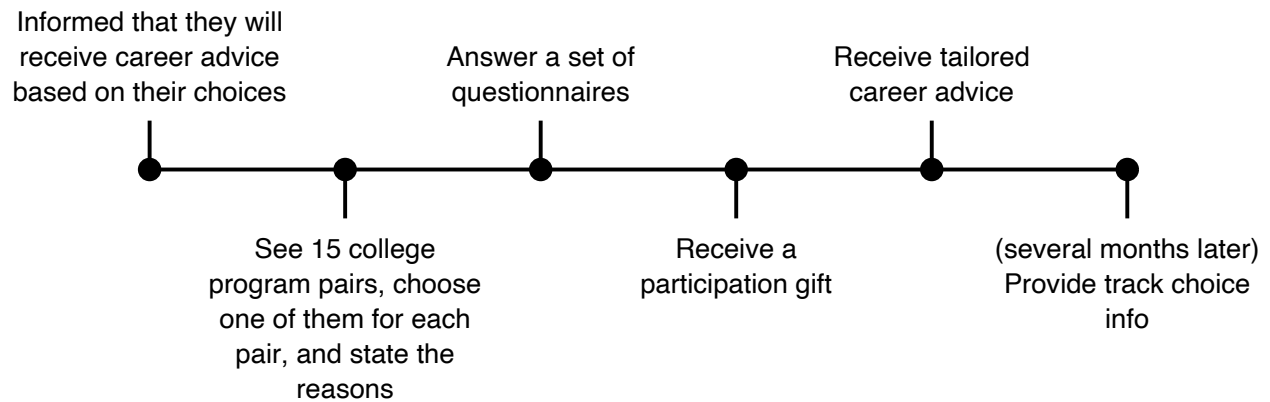 Informed that they will
receive career advice
based on their choices
See 15 college
program pairs, choose
one of them for each
pair, and state the
reasons
Answer a set of
questionnaires
Receive a
participation gift
Receive tailored
career advice
(several months later)
Provide track choice
info